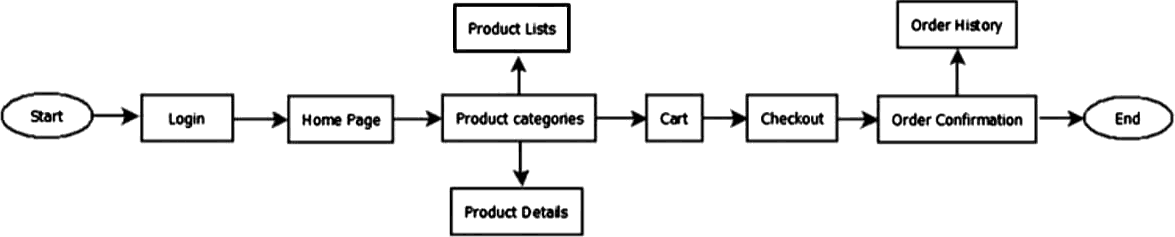 Product Lists
Order History
Start
Login
Home Page
Product categories
Cart
Checkout
Order Confirmation
End
Product Details